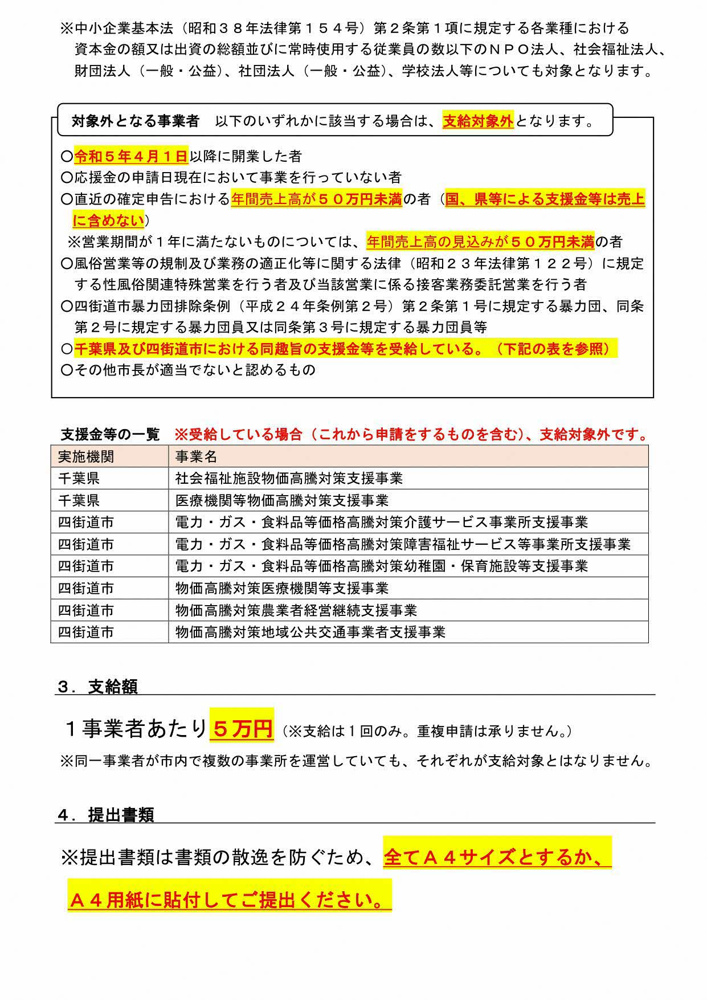 ※中小企業基本法（昭和３８年法律第１５４号）第２条第１項に規定する各業種における
資本金の額又は出資の総額並びに常時使用する従業員の数以下のＮＰＯ法人、社会福祉法人、
財団法人（一般・公益）、社団法人（一般・公益）、学校法人等についても対象となります。
対象外となる事業者　以下のいずれかに該当する場合は、支給対象外となります。
〇令和５年４月１日以降に開業した者
〇応援金の申請日現在において事業を行っていない者
〇直近の確定申告における年間売上高が５０万円未満の者（国、県等による支援金等は売上
に含めない）
※営業期間が１年に満たないものについては、年間売上高の見込みが５０万円未満の者
〇風俗営業等の規制及び業務の適正化等に関する法律（昭和２３年法律第１２２号）に規定
する性風俗関連特殊営業を行う者及び当該営業に係る接客業務委託営業を行う者
〇四街道市暴力団排除条例（平成２４年条例第２号）第２条第１号に規定する暴力団、同条
第２号に規定する暴力団員又は同条第３号に規定する暴力団員等
〇千葉県及び四街道市における同趣旨の支援金等を受給している。（下記の表を参照）
〇その他市長が適当でないと認めるもの
支援金等の一覧　※受給している場合（これから申請をするものを含む）、支給対象外です。
実施機関　事業名
千葉県　社会福祉施設物価高騰対策支援事業
千葉県　医療機関等物価高騰対策支援事業
四街道市　電力・ガス・食料品等価格高騰対策介護サービス事業所支援事業
四街道市　電力・ガス・食料品等価格高騰対策障害福祉サービス等事業所支援事業
四街道市　電力・ガス・食料品等価格高騰対策幼稚園・保育施設等支援事業
四街道市　物価高騰対策医療機関等支援事業
四街道市　物価高騰対策農業者経営継続支援事業
四街道市　物価高騰対策地域公共交通事業者支援事業
３．支給額
１事業者あたり５万円（※支給は１回のみ。重複申請は承りません。）
※同一事業者が市内で複数の事業所を運営していても、それぞれが支給対象とはなりません。
４．提出書類
※提出書類は書類の散逸を防ぐため、全てＡ４サイズとするか、
Ａ４用紙に貼付してご提出ください。